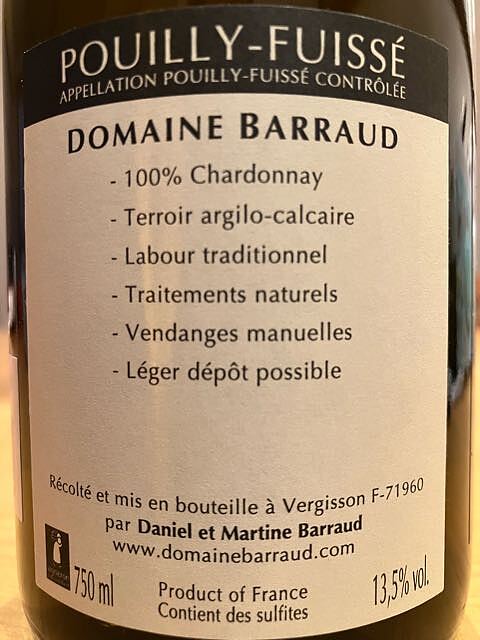 POUILLY-FUISSÉ
APPELLATION POUILLY-FUISSÉ CONTRÔLÉE
DOMAINE BARRAUD
- 100% Chardonnay
- Terroir argilo-calcaire
- Labour traditionnel
- Traitements naturels
- Vendanges manuelles
- Léger dépôt possible
Récolté et mis en bouteille à Vergisson F-71960
par Daniel et Martine Barraud
www.domainebarraud.com
750 ml
Product of France
Contient des sulfites
13,5% vol.